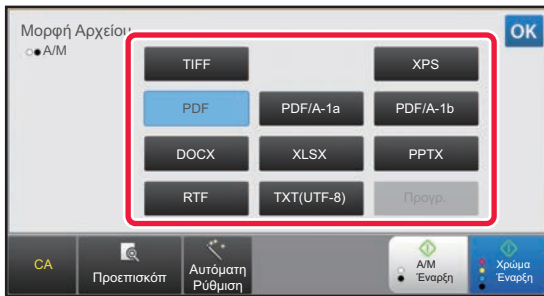 Μορφή Αρχείου
OK
Α/Μ
TIFF
XPS
PDF
PDF/A-1a
PDF/A-1b
DOCX
XLSX
PPTX
RTF
TXT(UTF-8)
Προγρ.
CA
Προεπισκόπ
Αυτόματη
Ρύθμιση
Α/Μ
Έναρξη
Χρώμα
Έναρξη